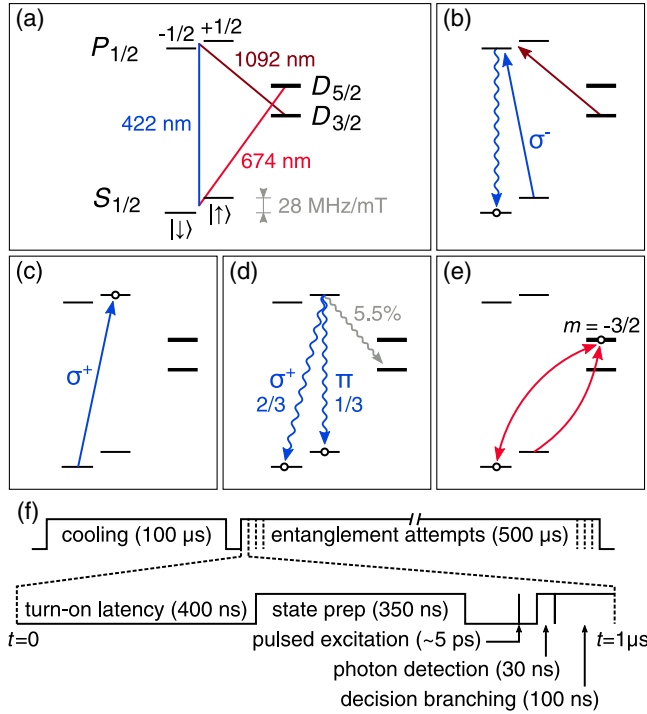 (a)
-1/2 +1/2
P1/2
1092 nm
D5/2
D3/2
422 nm
674 nm
S1/2
28 MHz/mT
|↓⟩ |↑⟩
(b)
σ-
(c)
σ+
(d)
5.5%
σ+ π
2/3 1/3
(e)
m = -3/2
(f)
cooling (100 µs) entanglement attempts (500 µs)
turn-on latency (400 ns) state prep (350 ns)
t=0 pulsed excitation (~5 ps) t=1µs
photon detection (30 ns)
decision branching (100 ns)